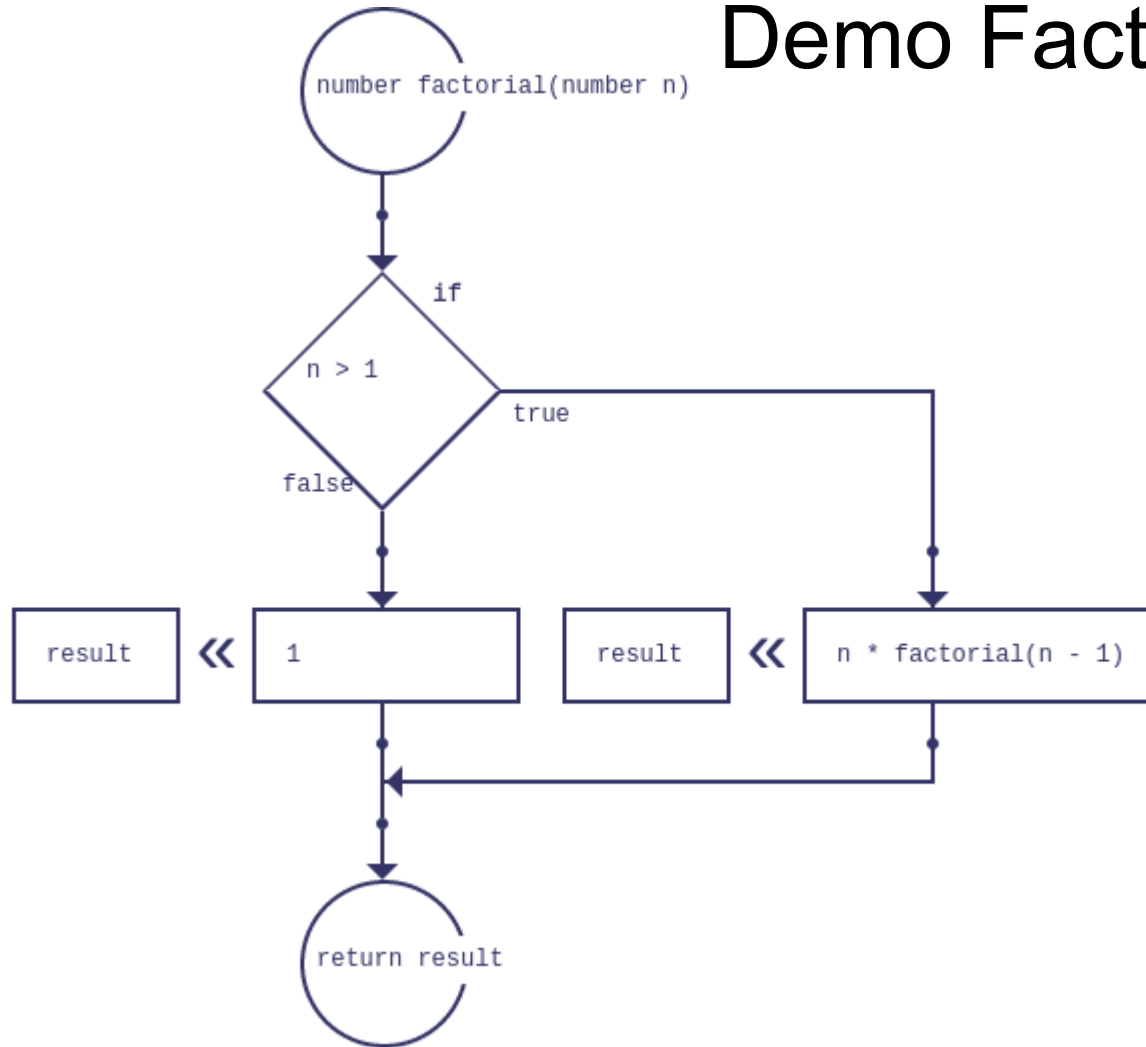 Demo Fact
number factorial(number n)
if
n > 1
true
false
result « 1
result « n * factorial(n - 1)
return result